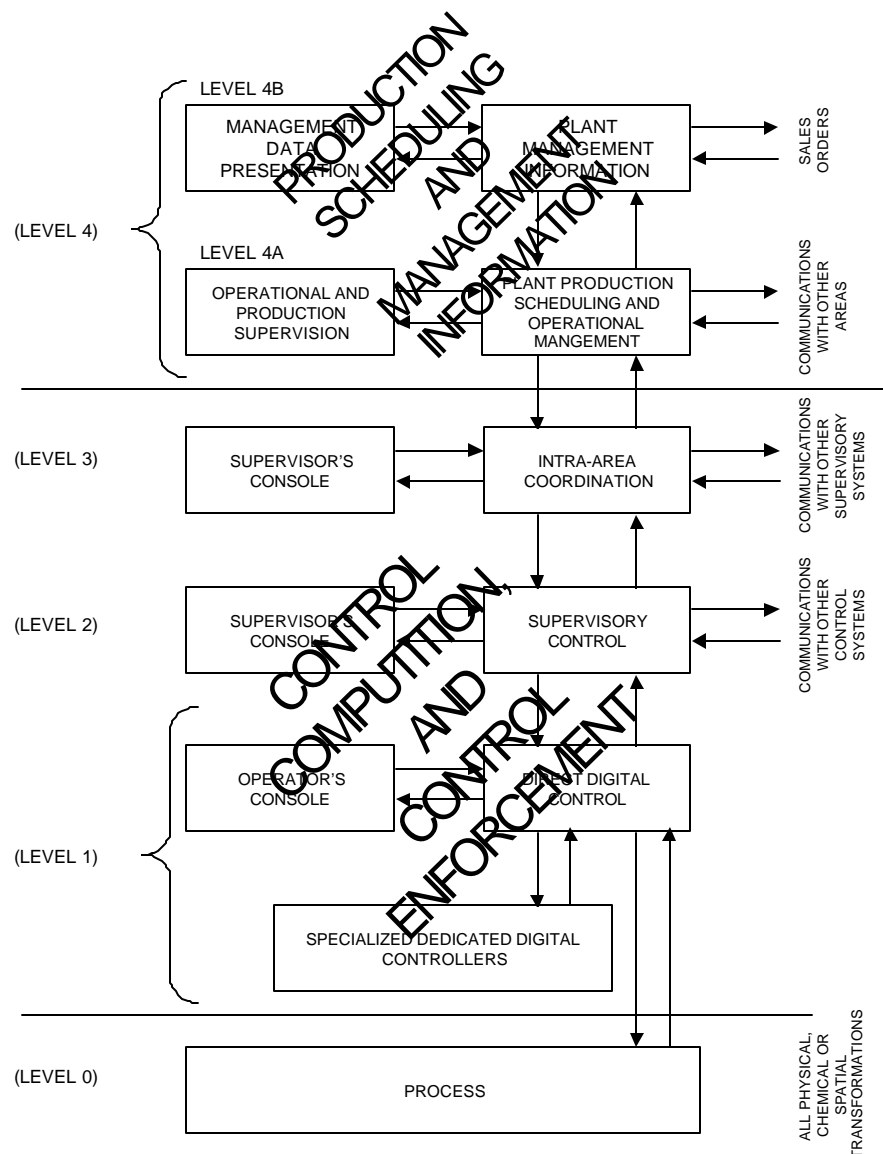 LEVEL 4B
MANAGEMENT
DATA
PRESENTATION
PLANT
MANAGEMENT
INFORMATION
SALES
ORDERS
PRODUCTION
SCHEDULING
AND
MANAGEMENT
INFORMATION
(LEVEL 4)
LEVEL 4A
OPERATIONAL AND
PRODUCTION
SUPERVISION
PLANT PRODUCTION
SCHEDULING AND
OPERATIONAL
MANGEMENT
COMMUNICATIONS
WITH OTHER
AREAS
(LEVEL 3)
SUPERVISOR'S
CONSOLE
INTRA-AREA
COORDINATION
COMMUNICATIONS
WITH OTHER
SUPERVISORY
SYSTEMS
(LEVEL 2)
SUPERVISOR'S
CONSOLE
SUPERVISORY
CONTROL
COMMUNICATIONS
WITH OTHER
CONTROL
SYSTEMS
CONTROL
COMPUTITION,
AND
CONTROL
ENFORCEMENT
OPERATOR'S
CONSOLE
DIRECT DIGITAL
CONTROL
(LEVEL 1)
SPECIALIZED DEDICATED DIGITAL
CONTROLLERS
(LEVEL 0)
PROCESS
ALL PHYSICAL,
CHEMICAL OR
SPATIAL
TRANSFORMATIONS